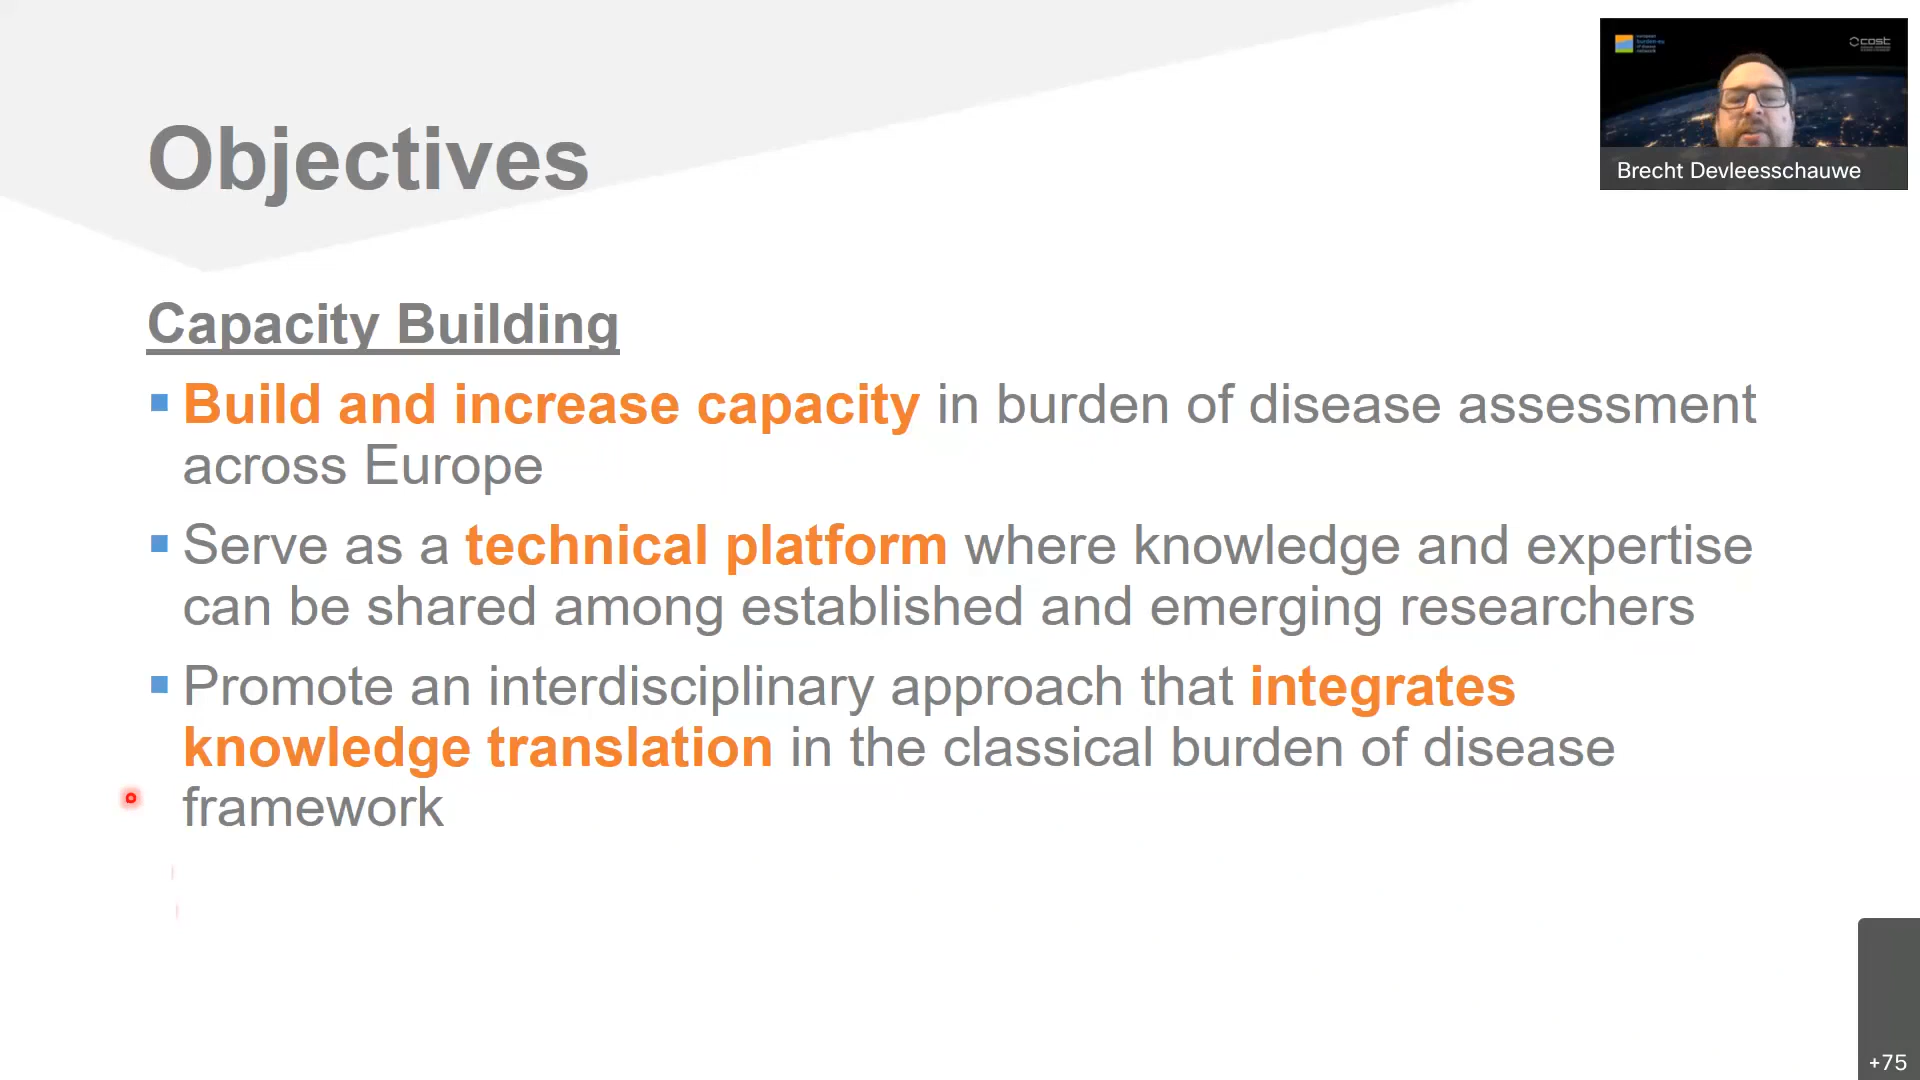 Objectives
Brecht Devleesschauwe
cost
Capacity Building
Build and increase capacity in burden of disease assessment
across Europe
Serve as a technical platform where knowledge and expertise
can be shared among established and emerging researchers
Promote an interdisciplinary approach that integrates
knowledge translation in the classical burden of disease
framework
+75